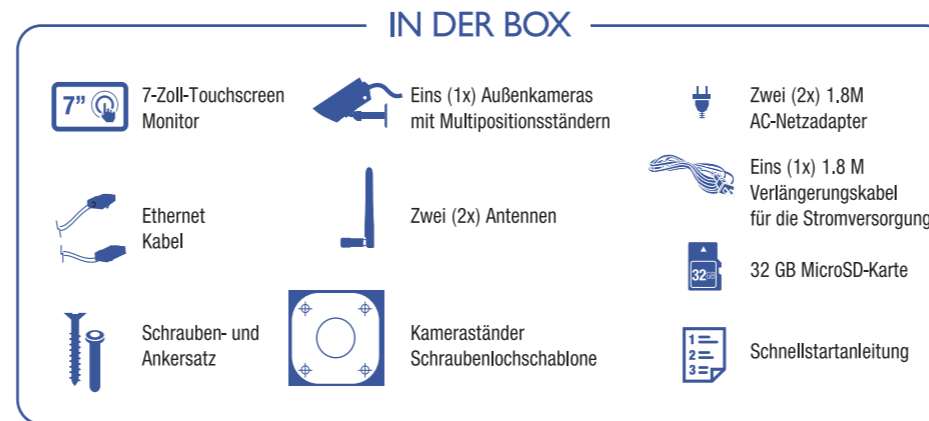 IN DER BOX
7”
7-Zoll-Touchscreen
Monitor
Eins (1x) Außenkameras
mit Multipositionsständern
Zwei (2x) 1.8M
AC-Netzadapter
Ethernet
Kabel
Zwei (2x) Antennen
Eins (1x) 1.8 M
Verlängerungskabel
für die Stromversorgung
32GB
32 GB MicroSD-Karte
Schrauben- und
Ankersatz
Kameraständer
Schraubenlochschablone
1
2
3
Schnellstartanleitung